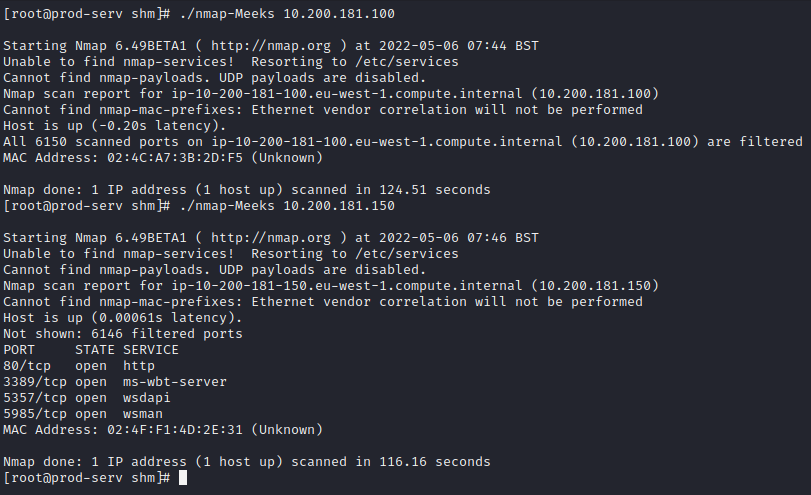 [root@prod-serv shm]# ./nmap-Meeks 10.200.181.100
Starting Nmap 6.49BETA1 ( http://nmap.org ) at 2022-05-06 07:44 BST
Unable to find nmap-services!  Resorting to /etc/services
Cannot find nmap-payloads. UDP payloads are disabled.
Nmap scan report for ip-10-200-181-100.eu-west-1.compute.internal (10.200.181.100)
Cannot find nmap-mac-prefixes: Ethernet vendor correlation will not be performed
Host is up (-0.20s latency).
All 6150 scanned ports on ip-10-200-181-100.eu-west-1.compute.internal (10.200.181.100) are filtered
MAC Address: 02:4C:A7:3B:2D:F5 (Unknown)
Nmap done: 1 IP address (1 host up) scanned in 124.51 seconds
[root@prod-serv shm]# ./nmap-Meeks 10.200.181.150
Starting Nmap 6.49BETA1 ( http://nmap.org ) at 2022-05-06 07:46 BST
Unable to find nmap-services!  Resorting to /etc/services
Cannot find nmap-payloads. UDP payloads are disabled.
Nmap scan report for ip-10-200-181-150.eu-west-1.compute.internal (10.200.181.150)
Cannot find nmap-mac-prefixes: Ethernet vendor correlation will not be performed
Host is up (0.00061s latency).
Not shown: 6146 filtered ports
PORT     STATE SERVICE
80/tcp   open  http
3389/tcp open  ms-wbt-server
5357/tcp open  wsdapi
5985/tcp open  wsman
MAC Address: 02:4F:F1:4D:2E:31 (Unknown)
Nmap done: 1 IP address (1 host up) scanned in 116.16 seconds
[root@prod-serv shm]#